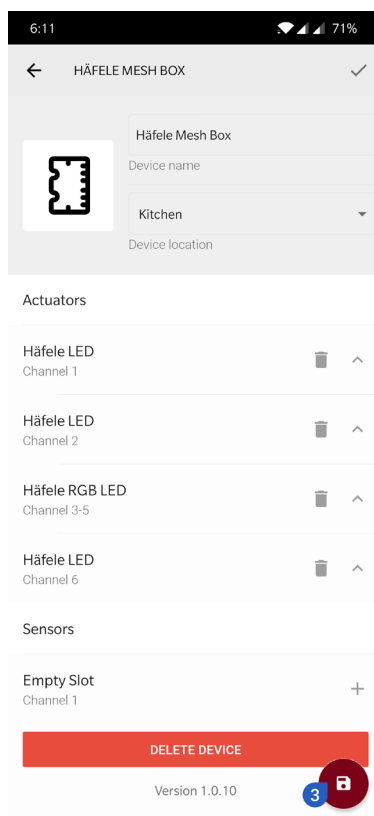 6:11
71%
HÄFELE MESH BOX
Häfele Mesh Box
Device name
Kitchen
Device location
Actuators
Häfele LED
Channel 1
Häfele LED
Channel 2
Häfele RGB LED
Channel 3-5
Häfele LED
Channel 6
Sensors
Empty Slot
Channel 1
DELETE DEVICE
Version 1.0.10
3